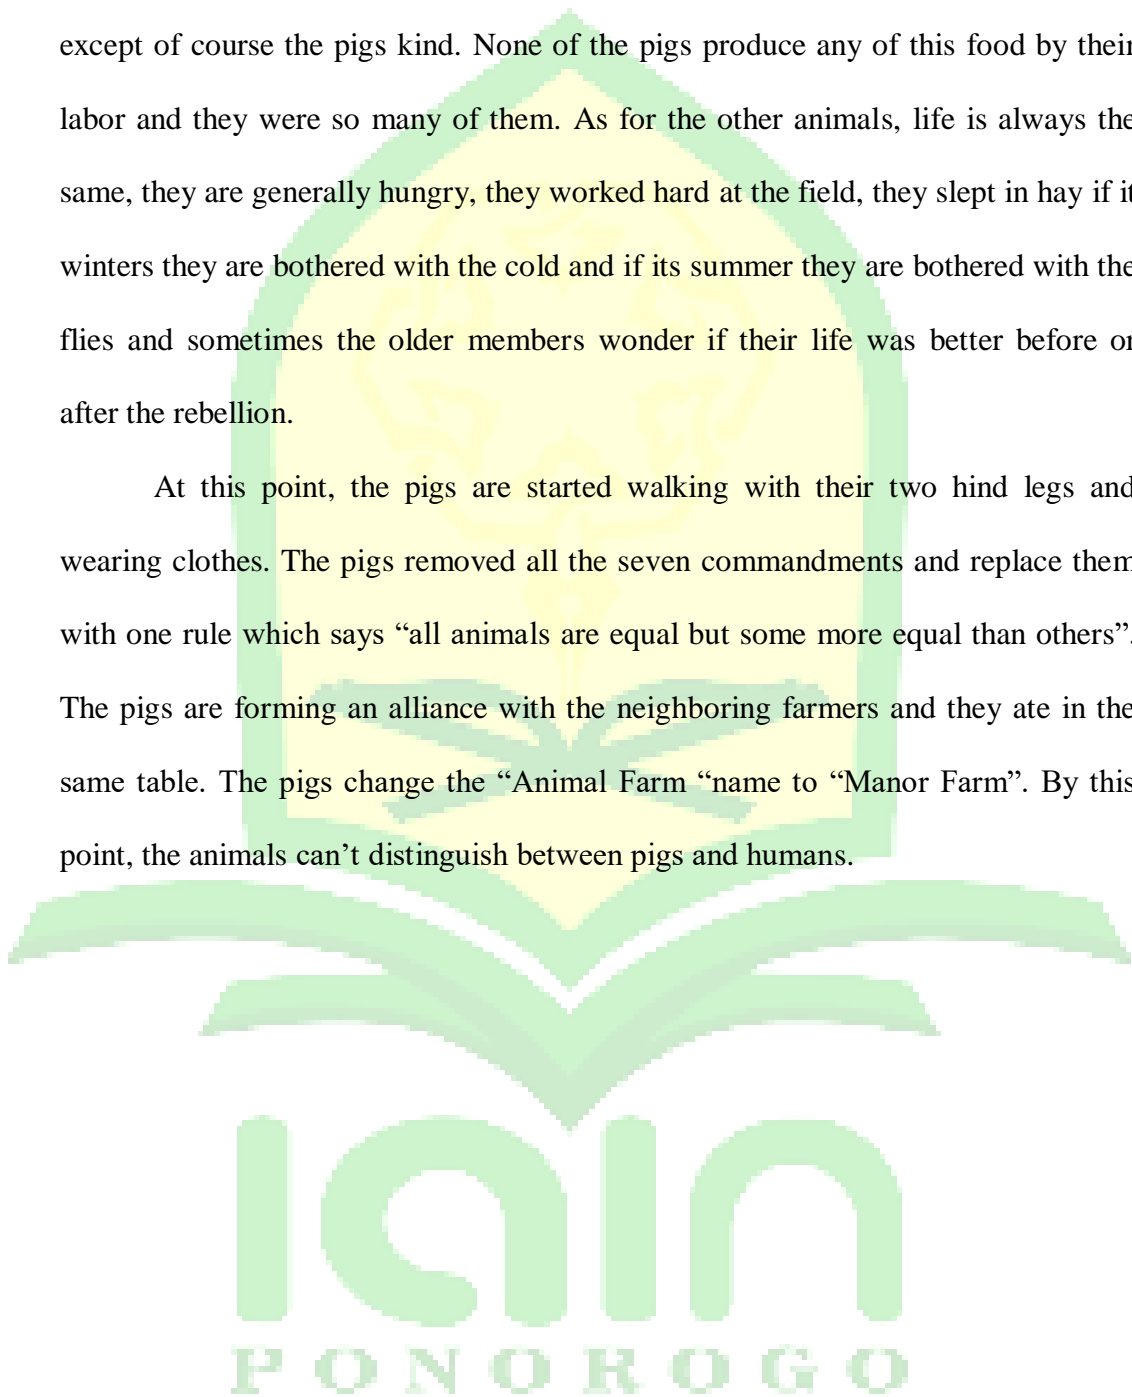 except of course the pigs kind. None of the pigs produce any of this food by their
labor and they were so many of them. As for the other animals, life is always the
same, they are generally hungry, they worked hard at the field, they slept in hay if it
winters they are bothered with the cold and if its summer they are bothered with the
flies and sometimes the older members wonder if their life was better before or
after the rebellion.
At this point, the pigs are started walking with their two hind legs and
wearing clothes. The pigs removed all the seven commandments and replace them
with one rule which says “all animals are equal but some more equal than others”.
The pigs are forming an alliance with the neighboring farmers and they ate in the
same table. The pigs change the “Animal Farm “name to “Manor Farm”. By this
point, the animals can’t distinguish between pigs and humans.
iain
PONOROGO